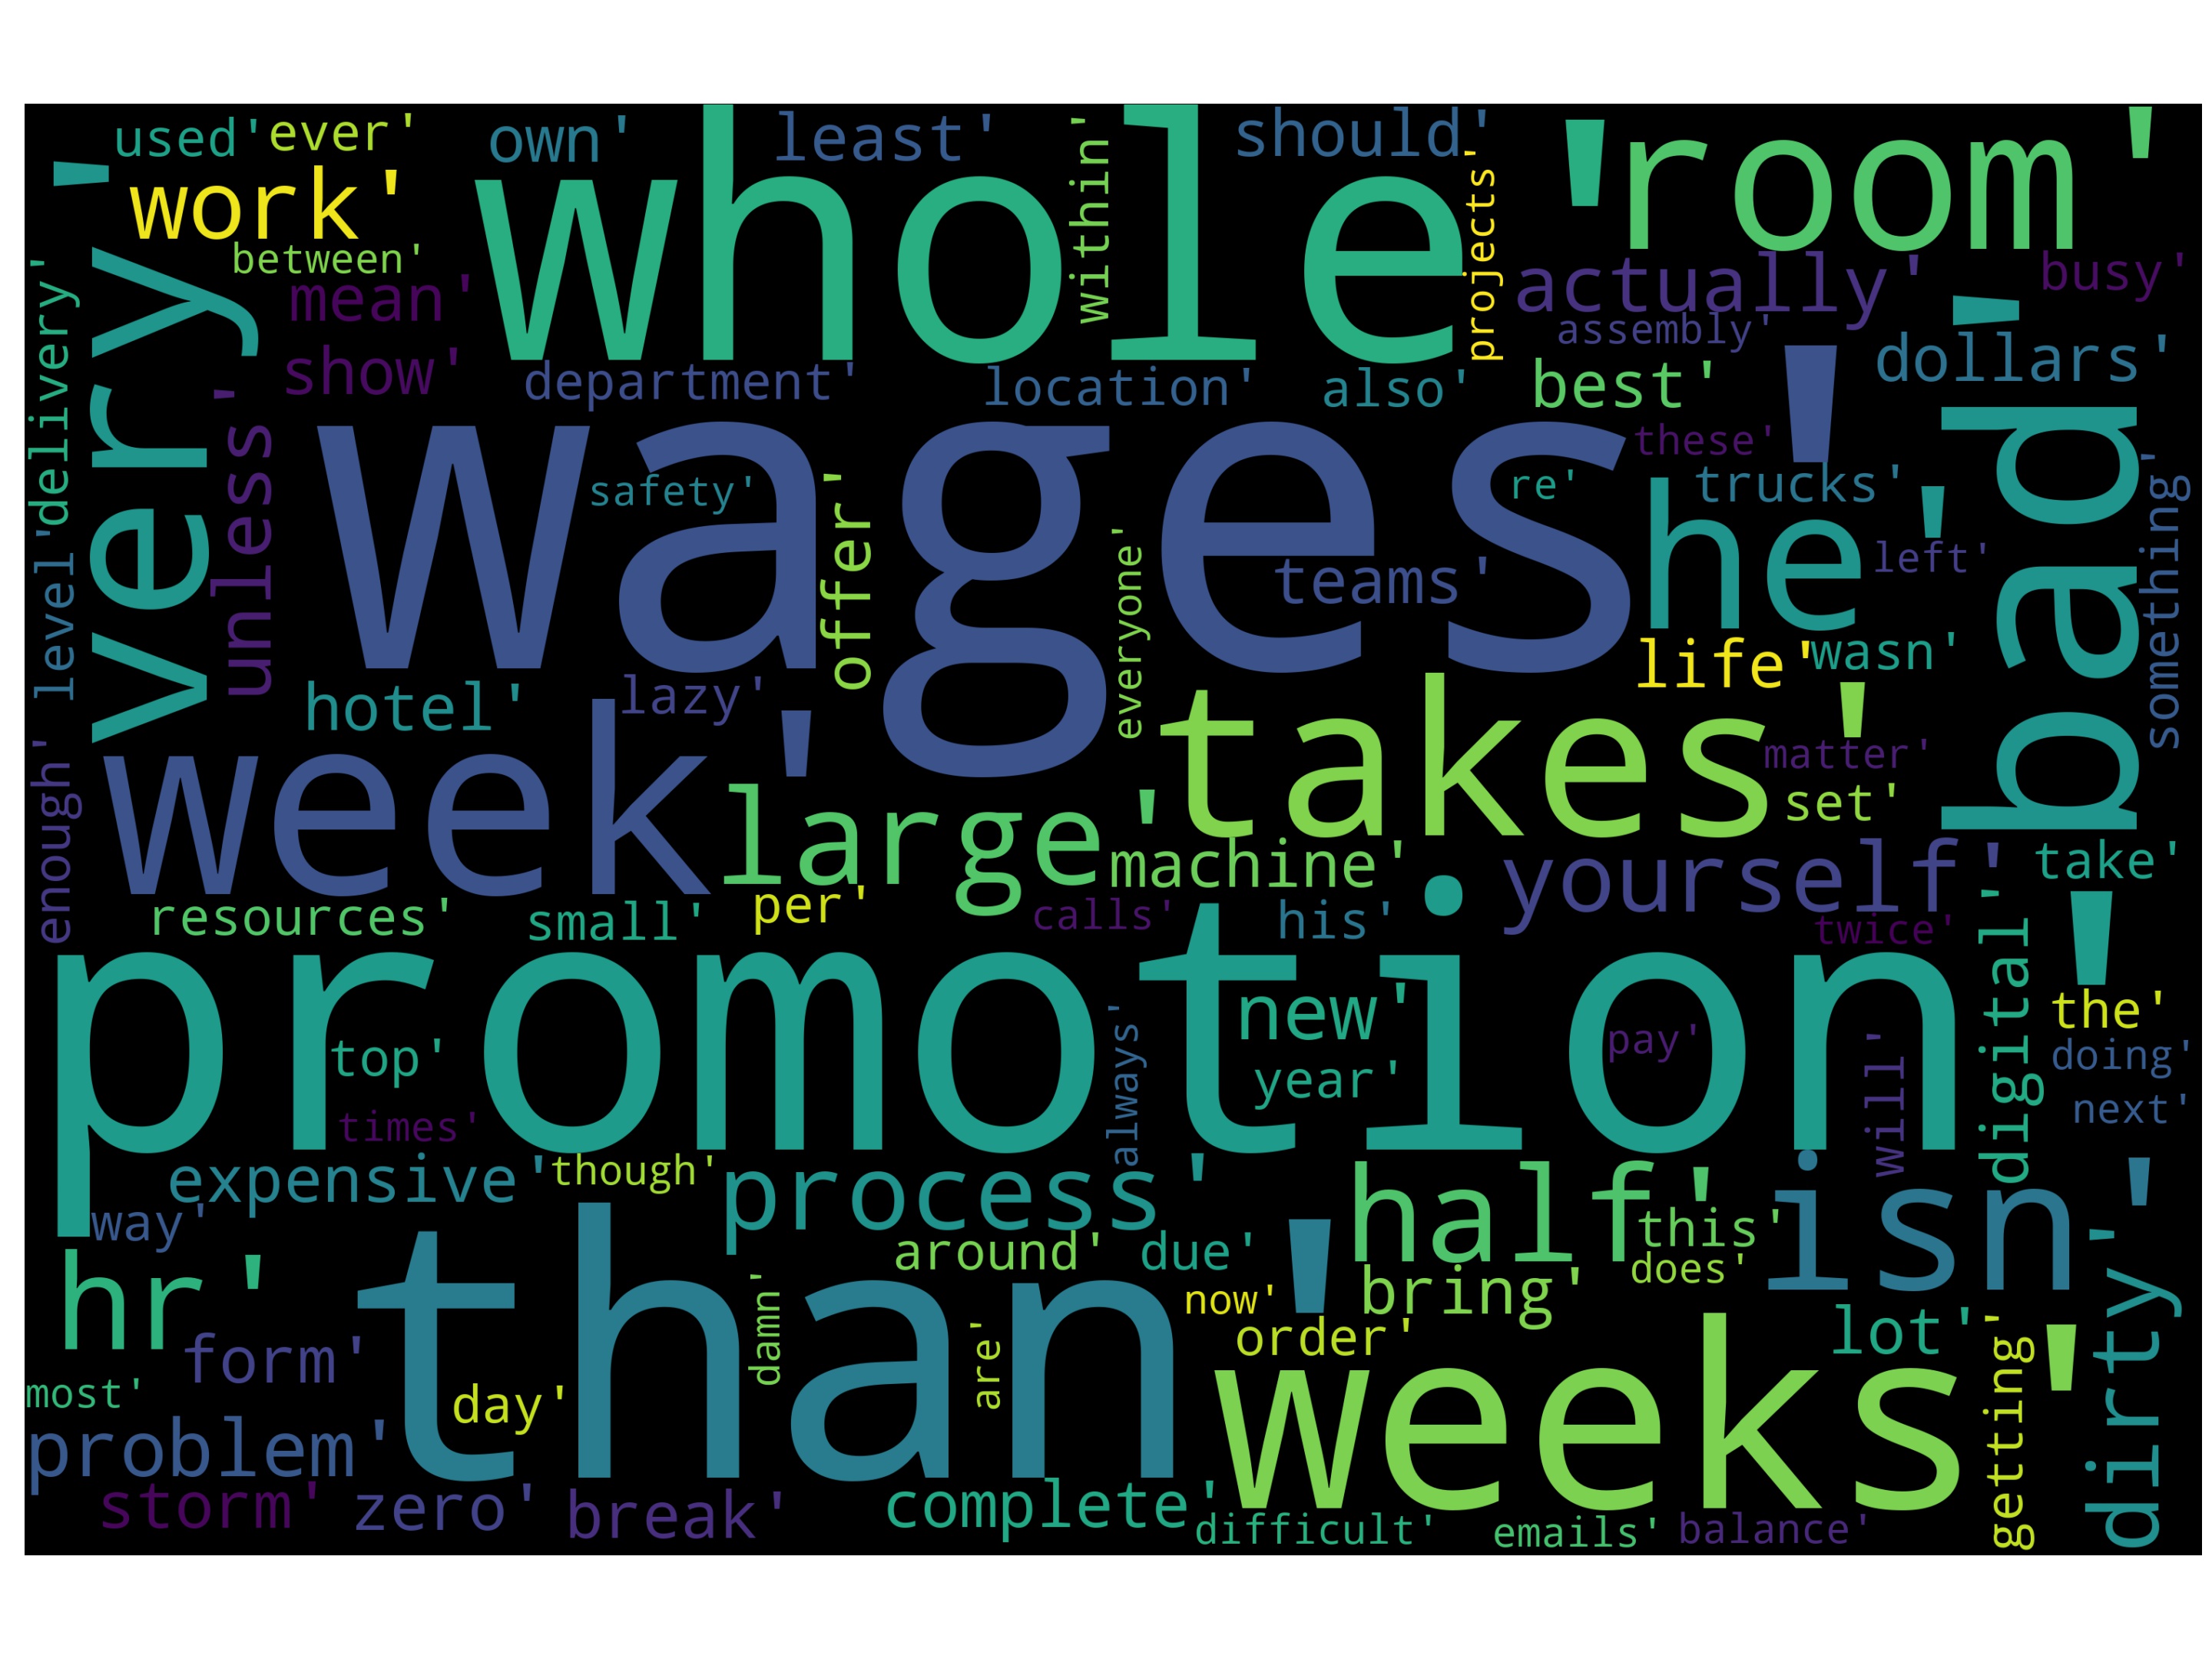 used'
ever'
own'
least'
within'
should'
room'
work'
whole'
projects'
between'
mean'
actually'
busy'
assembly'
delivery'
very'
show'
department'
location'
also'
best'
dollars'
unless'
wages'
these'
bad'
safety'
offer'
re'
trucks'
something'
teams'
he'
left'
level'
everyone'
life'
wasn'
hotel'
lazy'
takes'
matter'
week'
large'
set'
enough'
machine'
yourself'
take'
resources'
small'
per'
calls'
his'
twice'
digital'
promotion'
new'
the'
top'
always'
year'
pay'
will'
doing'
times'
next'
expensive'
though'
process'
half'
isn'
way'
this'
around'
due'
does'
hr'
than'
damn'
now'
bring'
are'
order'
lot'
dirty'
form'
most'
day'
weeks'
getting'
problem'
storm'
zero'
break'
complete'
difficult'
emails'
balance'